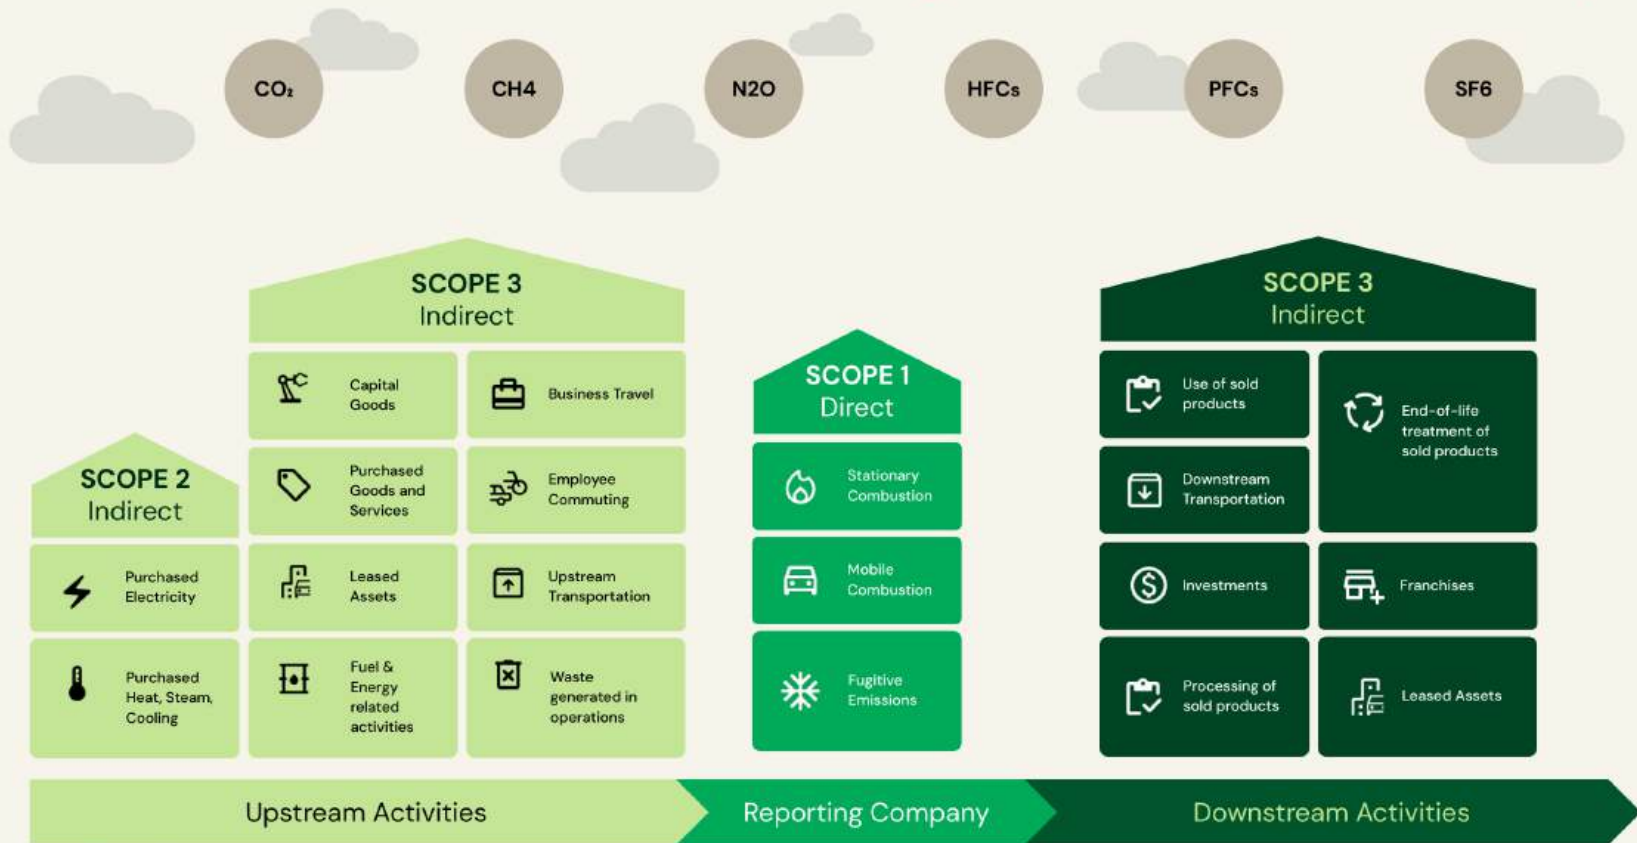 CO₂
CH4
N2O
HFCs
PFCs
SF6
SCOPE 2
Indirect
Purchased
Electricity
Purchased
Heat, Steam,
Cooling
SCOPE 3
Indirect
Capital
Goods
Business Travel
Purchased
Goods and
Services
Employee
Commuting
Leased
Assets
Upstream
Transportation
Fuel &
Energy
related
activities
Waste
generated in
operations
SCOPE 1
Direct
Stationary
Combustion
Mobile
Combustion
Fugitive
Emissions
SCOPE 3
Indirect
Use of sold
products
End-of-life
treatment of
sold products
Downstream
Transportation
Investments
Franchises
Processing of
sold products
Leased Assets
Upstream Activities
Reporting Company
Downstream Activities